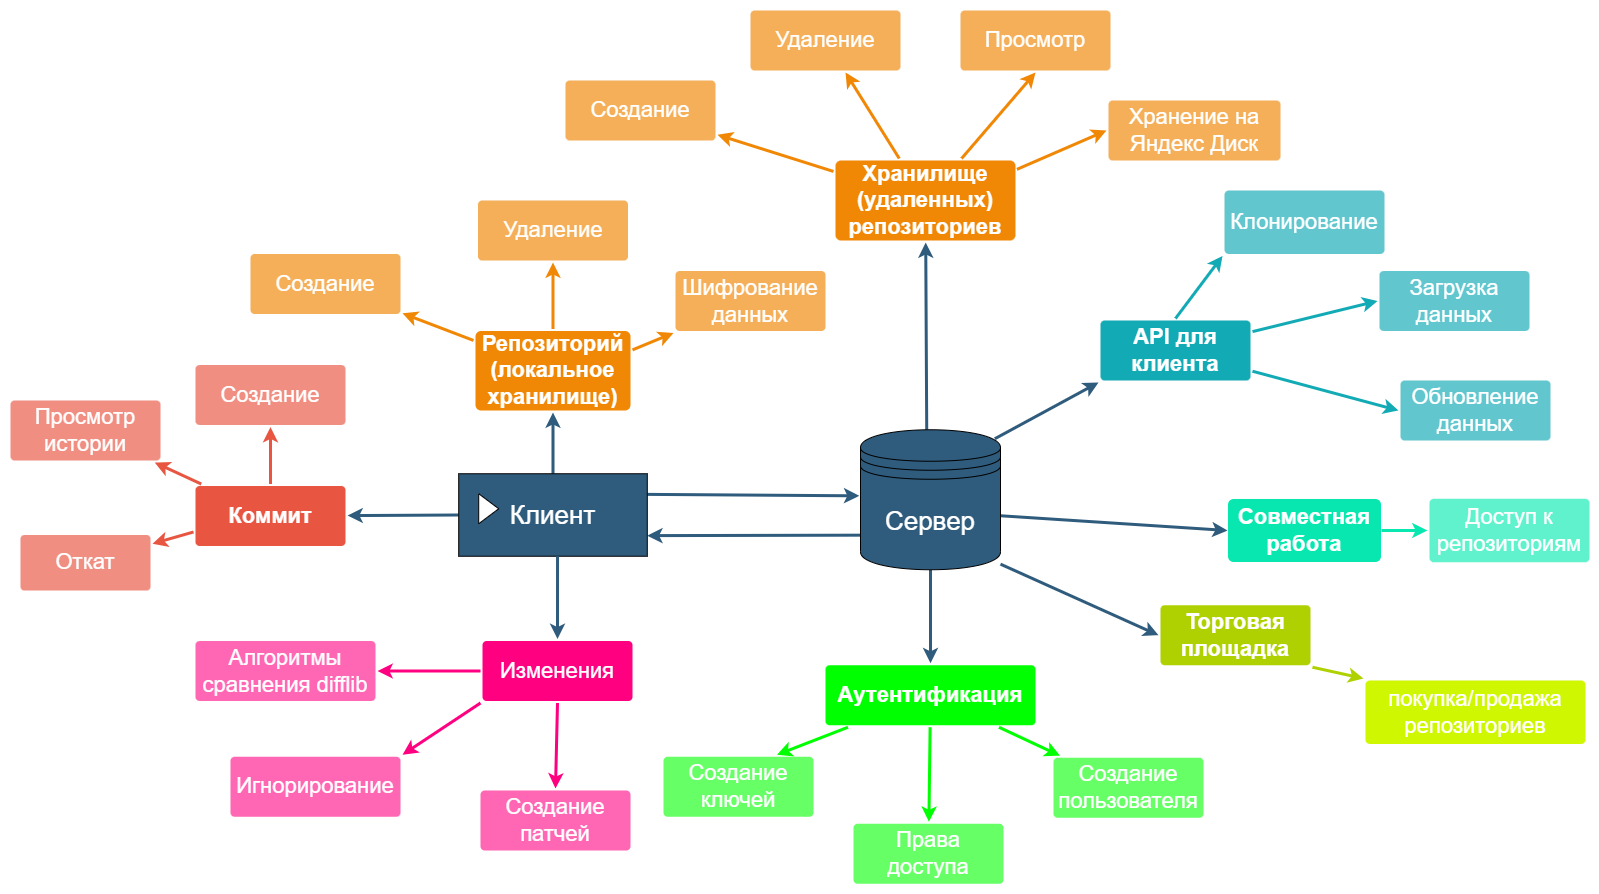 Удаление
Просмотр
Создание
Хранение на
Яндекс Диск
Хранилище
(удаленных)
репозиториев
Клонирование
Удаление
Создание
Шифрование
данных
Загрузка
данных
Репозиторий
(локальное
хранилище)
API для
клиента
Создание
Просмотр
истории
Обновление
данных
Коммит
Клиент
Сервер
Совместная
работа
Доступ к
репозиториям
Откат
Торговая
площадка
Алгоритмы
сравнения difflib
Изменения
Аутентификация
покупка/продажа
репозиториев
Игнорирование
Создание
патчей
Создание
ключей
Создание
пользователя
Права
доступа